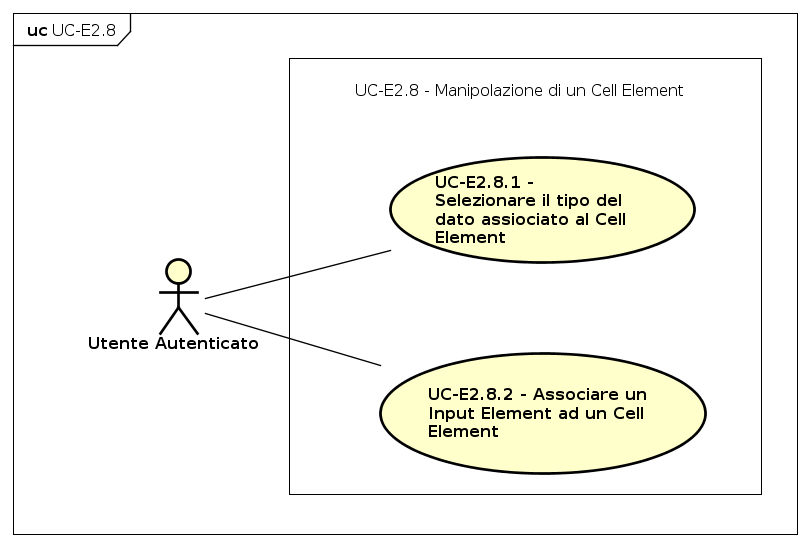 uc UC-E2.8
UC-E2.8 - Manipolazione di un Cell Element
UC-E2.8.1 -
Selezionare il tipo del
dato assiociato al Cell
Element
Utente Autenticato
UC-E2.8.2 - Associare un
Input Element ad un Cell
Element